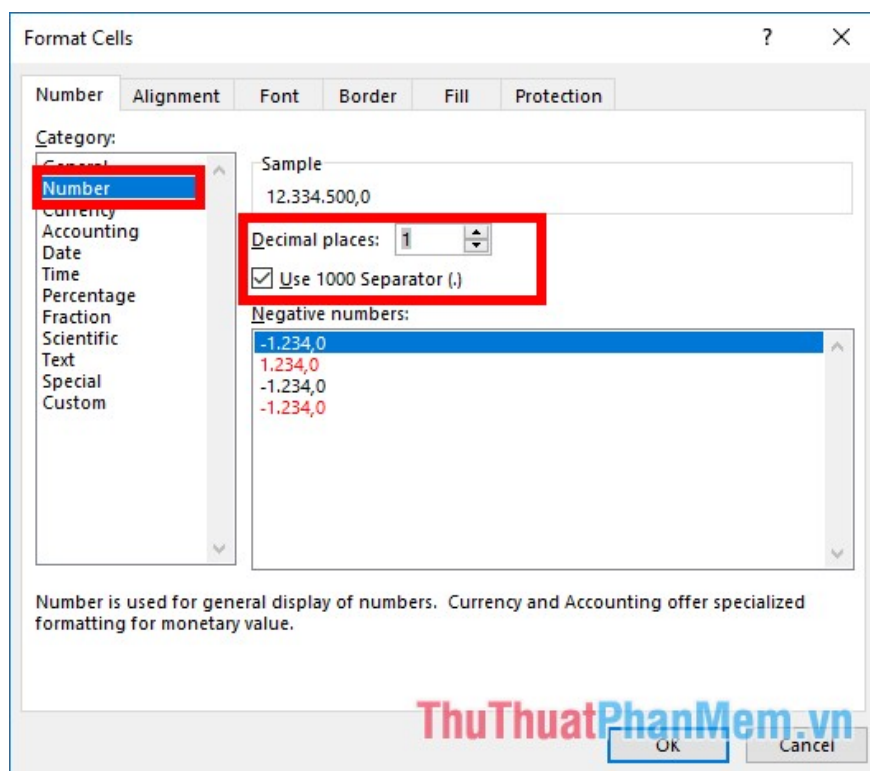 Format Cells
Number Alignment Font Border Fill Protection
Category:
General
Number
Currency
Accounting
Date
Time
Percentage
Fraction
Scientific
Text
Special
Custom
Sample
12.334.500,0
Decimal places: 1
Use 1000 Separator (.)
Negative numbers:
-1.234,0
1.234,0
-1.234,0
-1.234,0
Number is used for general display of numbers. Currency and Accounting offer specialized
formatting for monetary value.
ThuThuatPhanMem.vn
OK Cancel